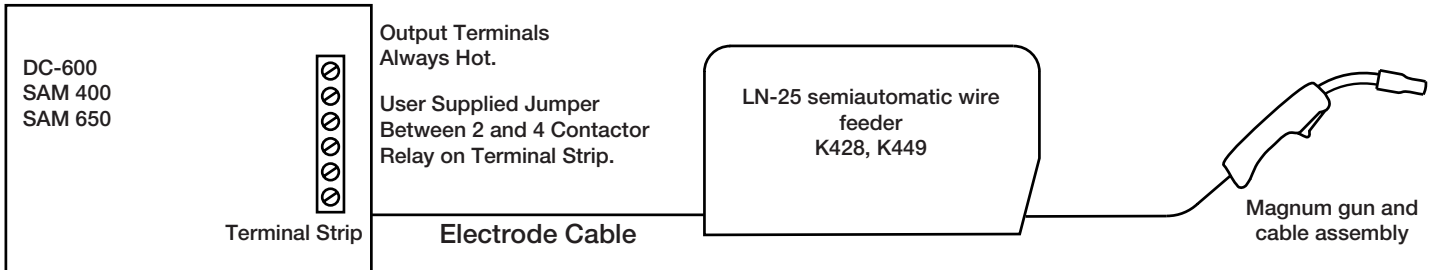 DC-600
SAM 400
SAM 650
Output Terminals
Always Hot.
User Supplied Jumper
Between 2 and 4 Contactor
Relay on Terminal Strip.
Terminal Strip
Electrode Cable
LN-25 semiautomatic wire
feeder
K428, K449
Magnum gun and
cable assembly